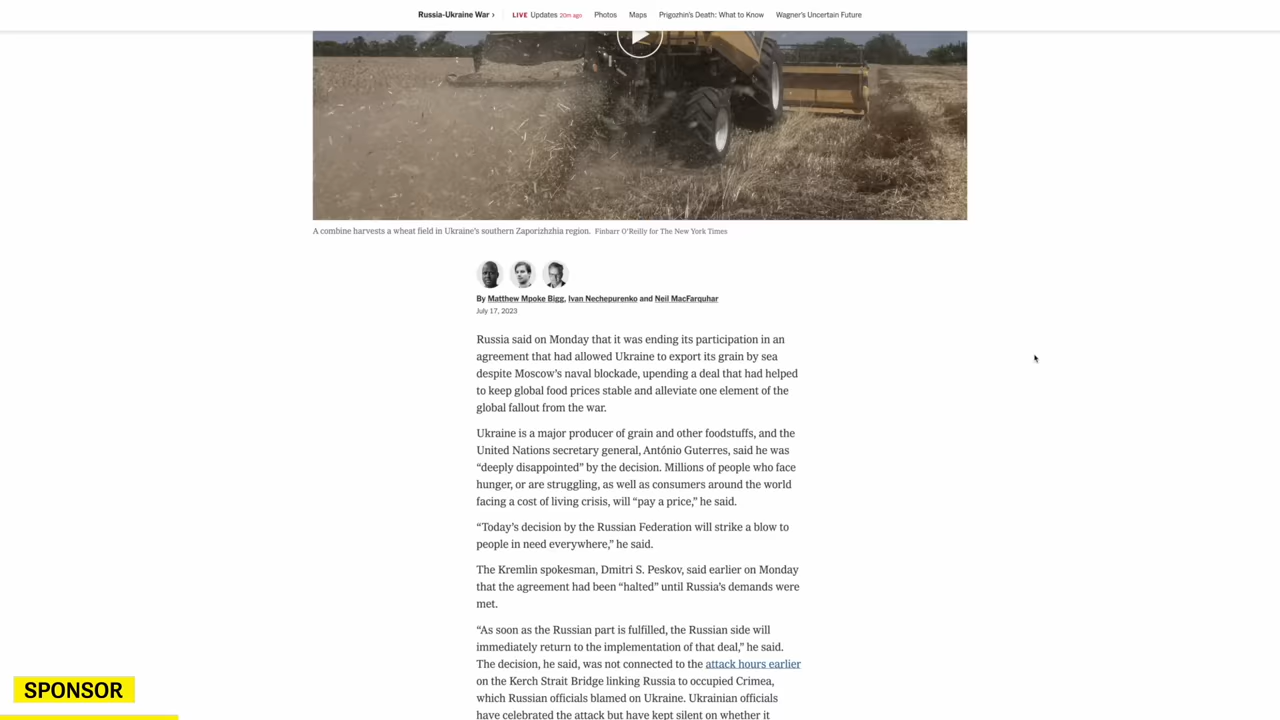 Russia-Ukraine War › LIVE Updates 20m ago Photos Maps Prigozhin's Death: What to Know Wagner's Uncertain Future
A combine harvests a wheat field in Ukraine's southern Zaporizhzhia region. Finbarr O'Reilly for The New York Times
By Matthew Mpoke Bigg, Ivan Nechepurenko and Neil MacFarquhar
July 17, 2023
Russia said on Monday that it was ending its participation in an
agreement that had allowed Ukraine to export its grain by sea
despite Moscow's naval blockade, upending a deal that had helped
to keep global food prices stable and alleviate one element of the
global fallout from the war.
Ukraine is a major producer of grain and other foodstuffs, and the
United Nations secretary general, António Guterres, said he was
“deeply disappointed” by the decision. Millions of people who face
hunger, or are struggling, as well as consumers around the world
facing a cost of living crisis, will “pay a price,” he said.
“Today's decision by the Russian Federation will strike a blow to
people in need everywhere,” he said.
The Kremlin spokesman, Dmitri S. Peskov, said earlier on Monday
that the agreement had been “halted” until Russia's demands were
met.
“As soon as the Russian part is fulfilled, the Russian side will
immediately return to the implementation of that deal,” he said.
The decision, he said, was not connected to the attack hours earlier
on the Kerch Strait Bridge linking Russia to occupied Crimea,
which Russian officials blamed on Ukraine. Ukrainian officials
have celebrated the attack but have kept silent on whether it
SPONSOR